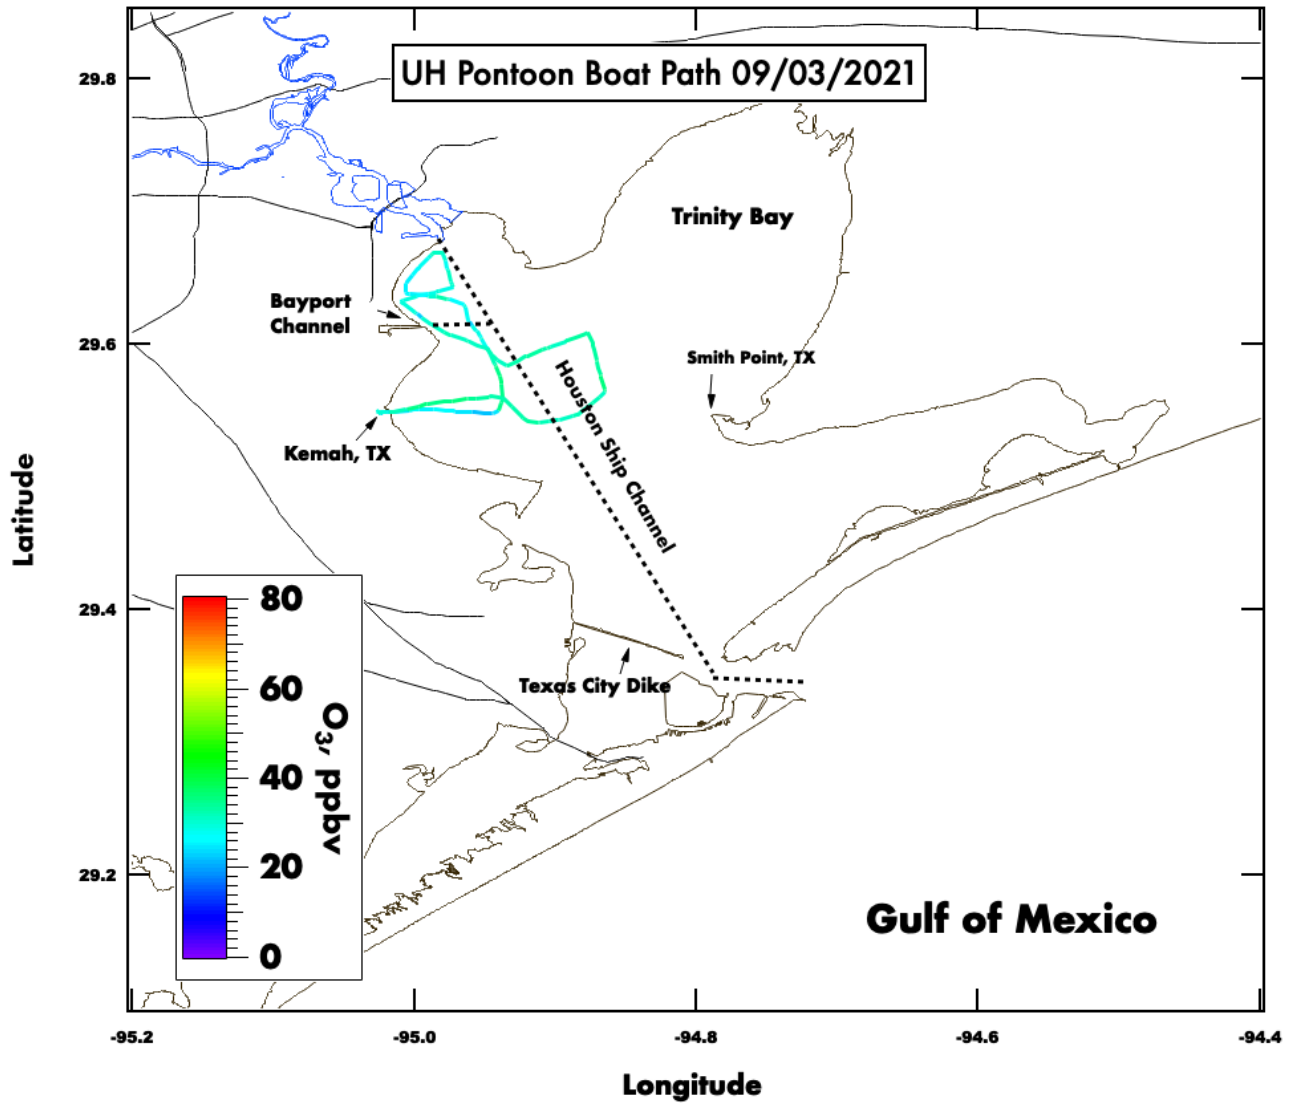 UH Pontoon Boat Path 09/03/2021
29.8
29.6
29.4
29.2
Latitude
Trinity Bay
Bayport
Channel
Smith Point, TX
Houston Ship Channel
Kemah, TX
Texas City Dike
80
60
40
20
0
O₃, ppbv
Gulf of Mexico
-95.2
-95.0
-94.8
-94.6
-94.4
Longitude